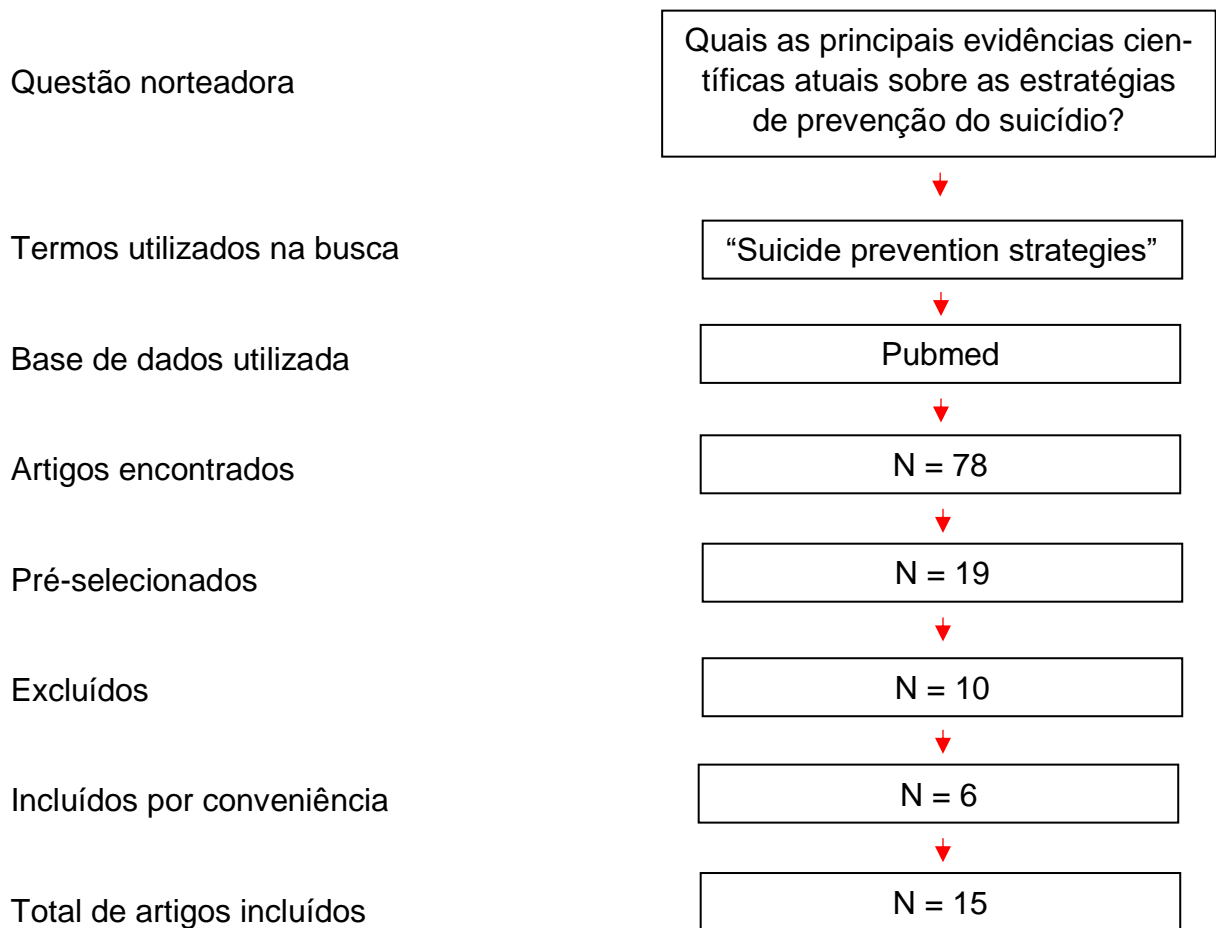 Questão norteadora
Quais as principais evidências cien-
tíficas atuais sobre as estratégias
de prevenção do suicídio?
Termos utilizados na busca
“Suicide prevention strategies”
Base de dados utilizada
Pubmed
Artigos encontrados
N = 78
Pré-selecionados
N = 19
Excluídos
N = 10
Incluídos por conveniência
N = 6
Total de artigos incluídos
N = 15